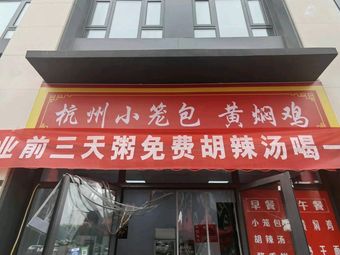 杭州小笼包 黄焖鸡
业前三天粥免费胡辣汤喝一
早餐
小笼包
胡辣汤
午餐